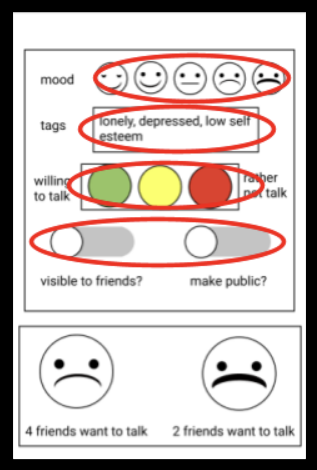 mood
tags
lonely, depressed, low self
esteem
willing
to talk
rather
not talk
visible to friends?
make public?
4 friends want to talk
2 friends want to talk